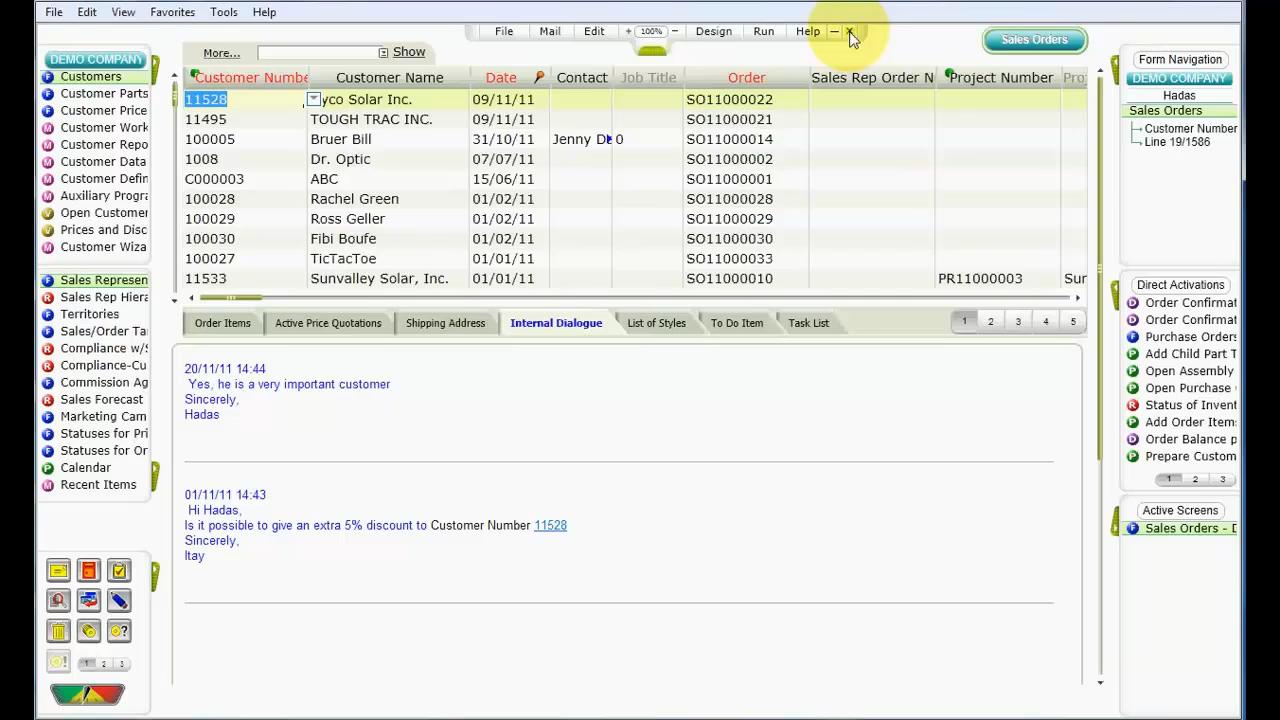 File Edit View Favorites Tools Help
File Mail Edit + 100% − Design Run Help
Sales Orders
More... Show
Customer Numbe Customer Name Date Contact Job Title Order Sales Rep Order N Project Number Pro
11528 yco Solar Inc. 09/11/11 SO11000022
11495 TOUGH TRAC INC. 09/11/11 SO11000021
100005 Bruer Bill 31/10/11 Jenny D 0 SO11000014
1008 Dr. Optic 07/07/11 SO11000002
C000003 ABC 15/06/11 SO11000001
100028 Rachel Green 01/02/11 SO11000028
100029 Ross Geller 01/02/11 SO11000029
100030 Fibi Boufe 01/02/11 SO11000030
100027 TicTacToe 01/02/11 SO11000033
11533 Sunvalley Solar, Inc. 01/01/11 SO11000010 PR11000003 Sur
Order Items Active Price Quotations Shipping Address Internal Dialogue List of Styles To Do Item Task List 1 2 3 4 5
20/11/11 14:44
Yes, he is a very important customer
Sincerely,
Hadas
01/11/11 14:43
Hi Hadas,
Is it possible to give an extra 5% discount to Customer Number 11528
Sincerely,
Itay
DEMO COMPANY
F Customers
F Customer Parts
F Customer Price
M Customer Work
M Customer Repo
M Customer Data
M Customer Defin
M Auxiliary Progra
V Open Customer
V Prices and Disc
M Customer Wiza
F Sales Represen
R Sales Rep Hiera
F Territories
F Sales/Order Ta
R Compliance w/S
R Compliance-Cu
F Commission Ag
R Sales Forecast
F Marketing Cam
F Statuses for Pri
F Statuses for Or
P Calendar
M Recent Items
1 2 3
Form Navigation
DEMO COMPANY
Hadas
Sales Orders
Customer Number
Line 19/1586
Direct Activations
D Order Confirmat
D Order Confirmat
F Purchase Orders
P Add Child Part T
P Open Assembly
P Open Purchase
R Status of Invent
P Add Order Item
D Order Balance p
P Prepare Custom
1 2 3
Active Screens
F Sales Orders - D